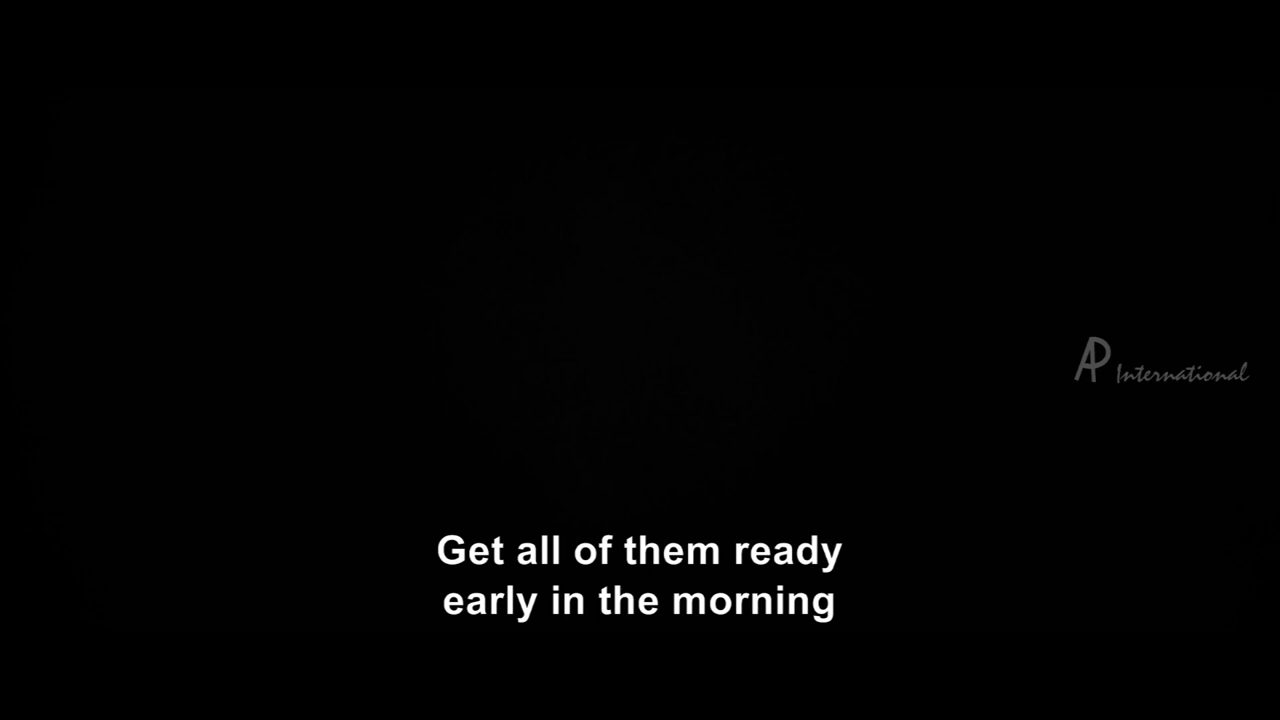 AP International
Get all of them ready
early in the morning